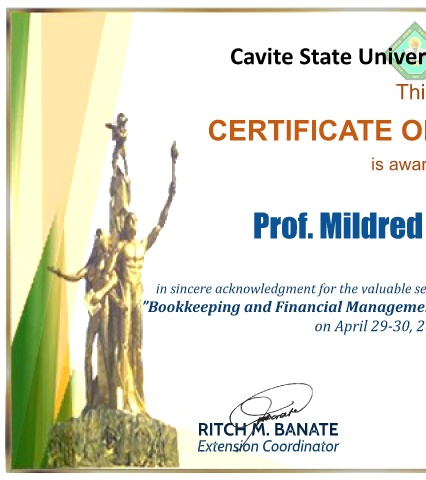 Cavite State Univer
Thi
CERTIFICATE O
is awar
Prof. Mildred
in sincere acknowledgment for the valuable se
"Bookkeeping and Financial Manageme
on April 29-30, 2
RITCH M. BANATE
Extension Coordinator